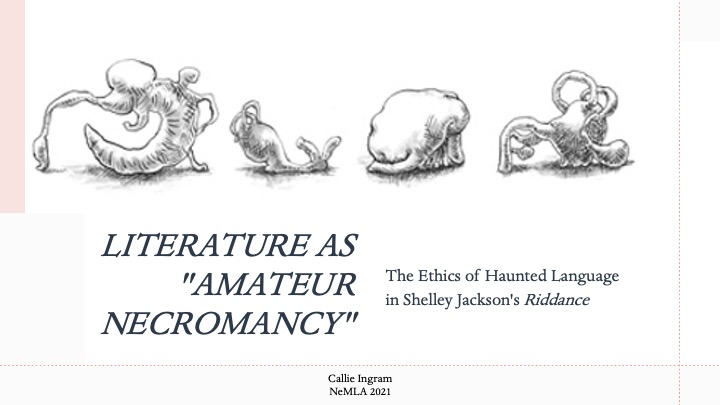 LITERATURE AS
"AMATEUR
NECROMANCY"
The Ethics of Haunted Language
in Shelley Jackson's Riddance
Callie Ingram
NeMLA 2021